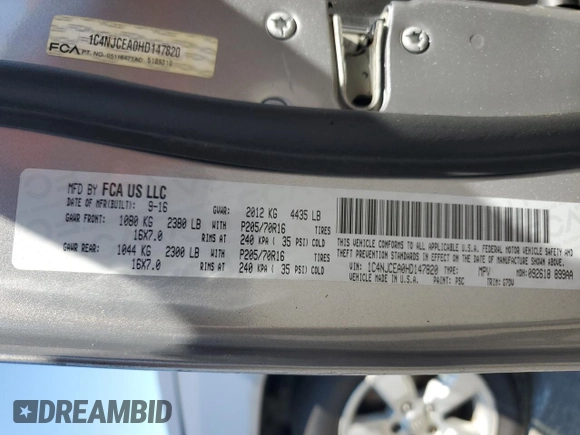 1C4NJCEA0HD147820
FCA
MFD BY FCA US LLC
DATE OF MFR(BUILT): 9-16 GVWR: 2012 KG 4435 LB
GAWR FRONT: 1080 KG 2380 LB WITH P205/70R16 TIRES
16X7.0 RIMS AT 240 KPA ( 35 PSI) COLD
GAWR REAR: 1044 KG 2300 LB WITH P205/70R16 TIRES
16X7.0 RIMS AT 240 KPA ( 35 PSI) COLD
THIS VEHICLE CONFORMS TO ALL APPLICABLE U.S.A. FEDERAL MOTOR VEHICLE SAFETY AND
THEFT PREVENTION STANDARDS IN EFFECT ON THE DATE OF MANUFACTURE SHOWN ABOVE.
VIN: 1C4NJCEA0HD147820 TYPE: MPV MDH: 092618 889AA
VEHICLE MADE IN U.S.A. PAINT: PSC TRIM: G7DV
DREAMBID